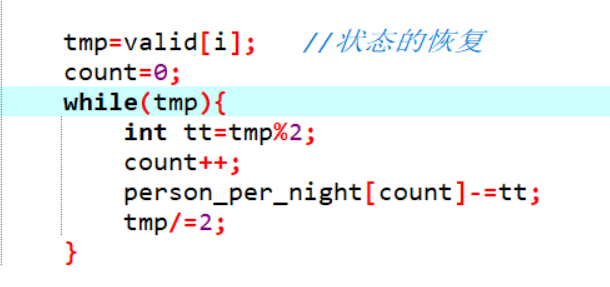 tmp=valid[i];   //状态的恢复
count=0;
while(tmp){
    int tt=tmp%2;
    count++;
    person_per_night[count]-=tt;
    tmp/=2;
}